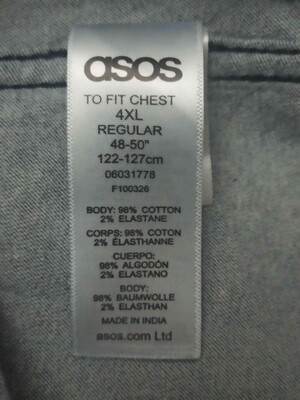 asos
TO FIT CHEST
4XL
REGULAR
48-50"
122-127cm
06031778
F100326
BODY: 98% COTTON
2% ELASTANE
CORPS: 98% COTON
2% ÉLASTHANNE
CUERPO:
98% ALGODÓN
2% ELASTANO
BODY:
98% BAUMWOLLE
2% ELASTHAN
MADE IN INDIA
asos.com Ltd